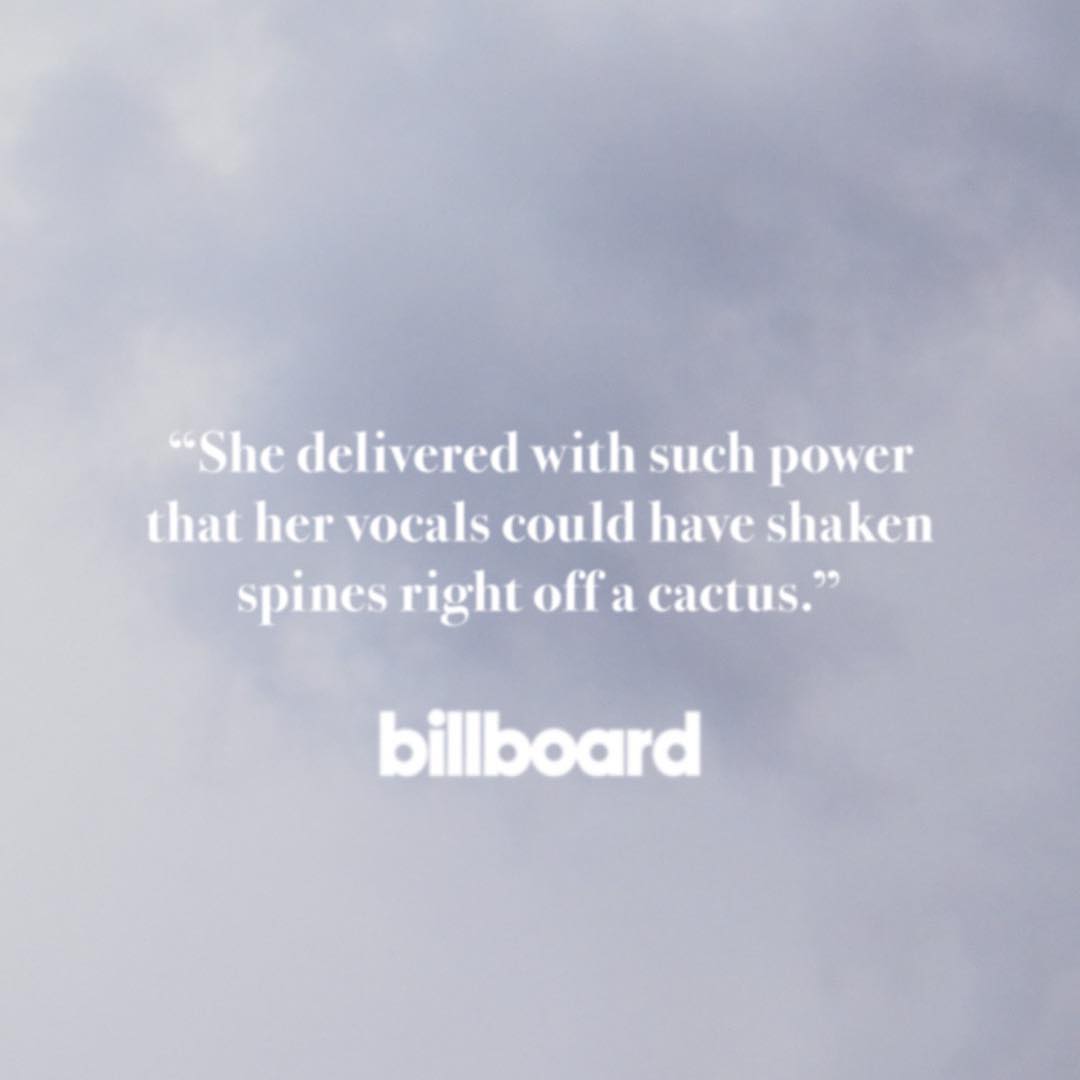 “She delivered with such power
that her vocals could have shaken
spines right off a cactus.”
billboard